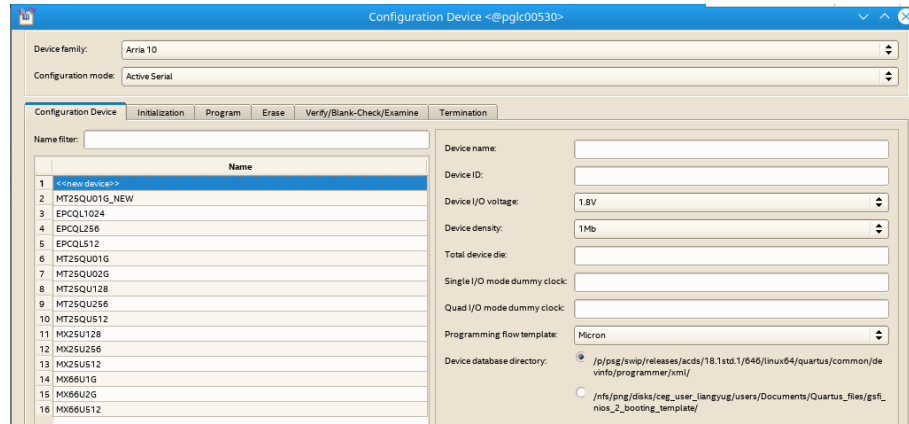 Configuration Device <@pglc00530>
Device family:
Arria 10
Configuration mode:
Active Serial
Configuration Device
Initialization
Program
Erase
Verify/Blank-Check/Examine
Termination
Name filter:
Name
1 <<new device>>
2 MT25QU01G_NEW
3 EPCQL1024
4 EPCQL256
5 EPCQL512
6 MT25QU01G
7 MT25QU02G
8 MT25QU128
9 MT25QU256
10 MT25QU512
11 MX25U128
12 MX25U256
13 MX25U512
14 MX66U1G
15 MX66U2G
16 MX66U512
Device name:
Device ID:
Device I/O voltage:
1.8V
Device density:
1Mb
Total device die:
Single I/O mode dummy clock:
Quad I/O mode dummy clock:
Programming flow template:
Micron
Device database directory:
/p/psg/swip/releases/acds/18.1std.1/646/linux64/quartus/common/de
vinfo/programmer/xml/
/nfs/png/disks/ceg_user_liangyug/users/Documents/Quartus_files/gsfi_
nios_2_booting_template/